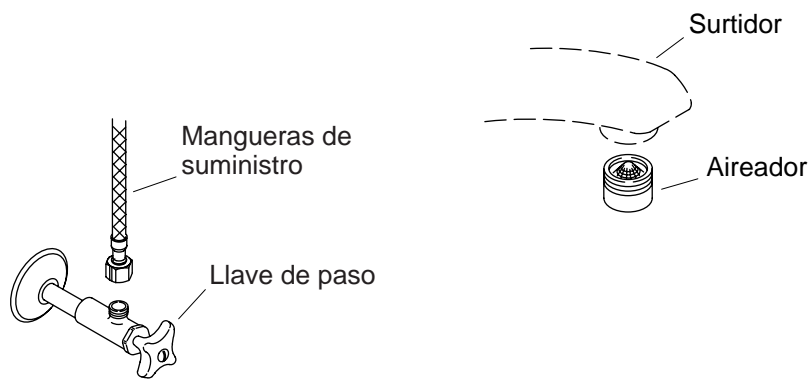 Surtidor
Mangueras de
suministro
Aireador
Llave de paso